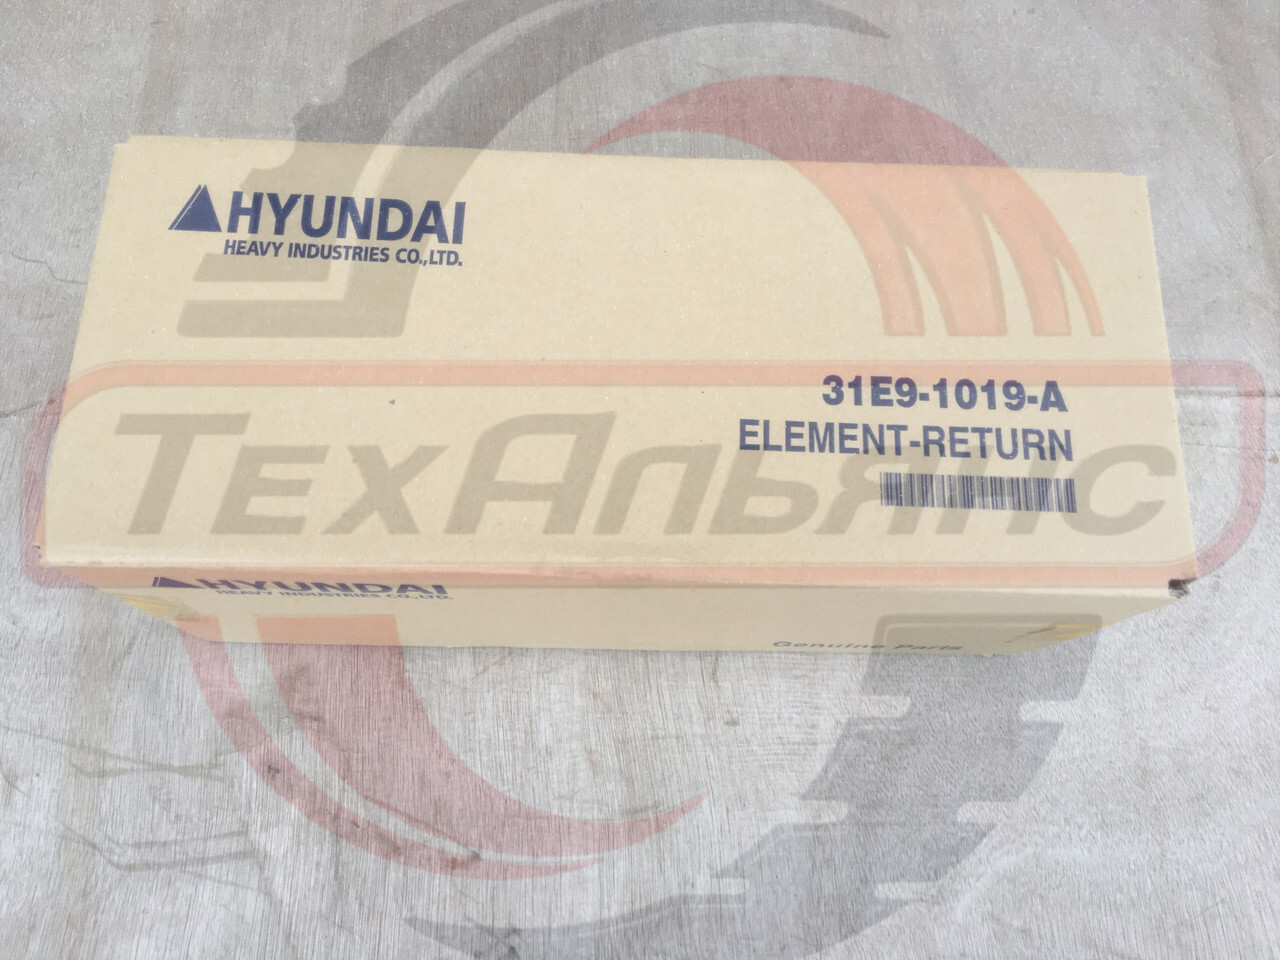 HYUNDAI
HEAVY INDUSTRIES CO.,LTD.
31E9-1019-A
ELEMENT-RETURN
ТехАльянс
HYUNDAI
HEAVY INDUSTRIES CO.,LTD.
Genuine Parts